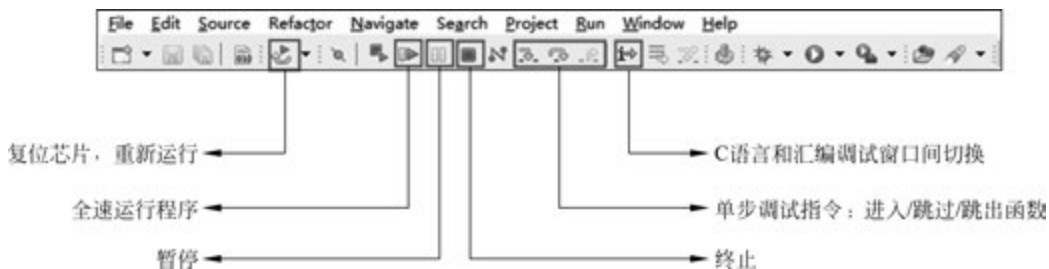 File Edit Source Refactor Navigate Search Project Run Window Help
复位芯片，重新运行
C语言和汇编调试窗口间切换
全速运行程序
单步调试指令：进入/跳过/跳出函数
暂停
终止